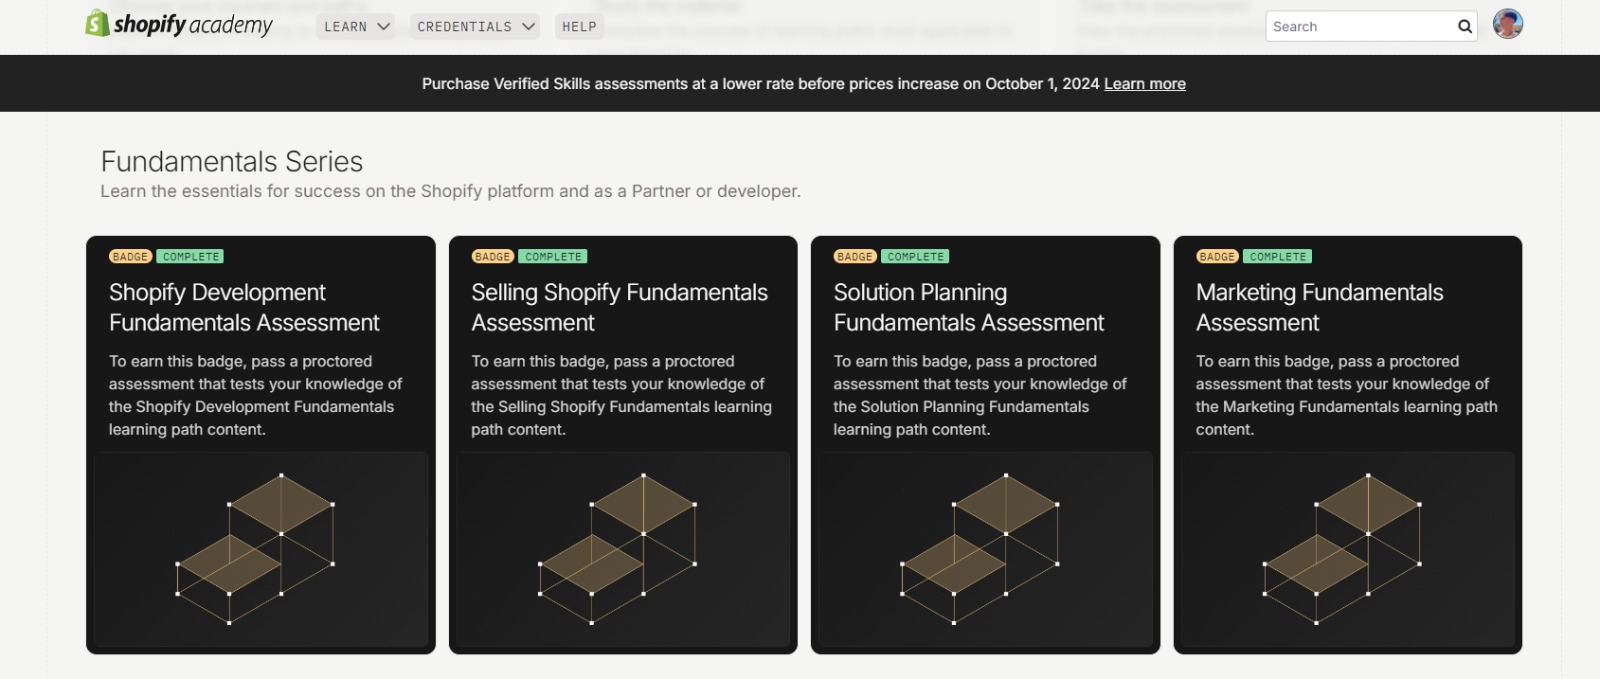 shopify academy
LEARN
CREDENTIALS
HELP
Search
Purchase Verified Skills assessments at a lower rate before prices increase on October 1, 2024 Learn more
Fundamentals Series
Learn the essentials for success on the Shopify platform and as a Partner or developer.
BADGE COMPLETE
Shopify Development
Fundamentals Assessment
To earn this badge, pass a proctored
assessment that tests your knowledge of
the Shopify Development Fundamentals
learning path content.
BADGE COMPLETE
Selling Shopify Fundamentals
Assessment
To earn this badge, pass a proctored
assessment that tests your knowledge of
the Selling Shopify Fundamentals learning
path content.
BADGE COMPLETE
Solution Planning
Fundamentals Assessment
To earn this badge, pass a proctored
assessment that tests your knowledge of
the Solution Planning Fundamentals
learning path content.
BADGE COMPLETE
Marketing Fundamentals
Assessment
To earn this badge, pass a proctored
assessment that tests your knowledge of
the Marketing Fundamentals learning path
content.